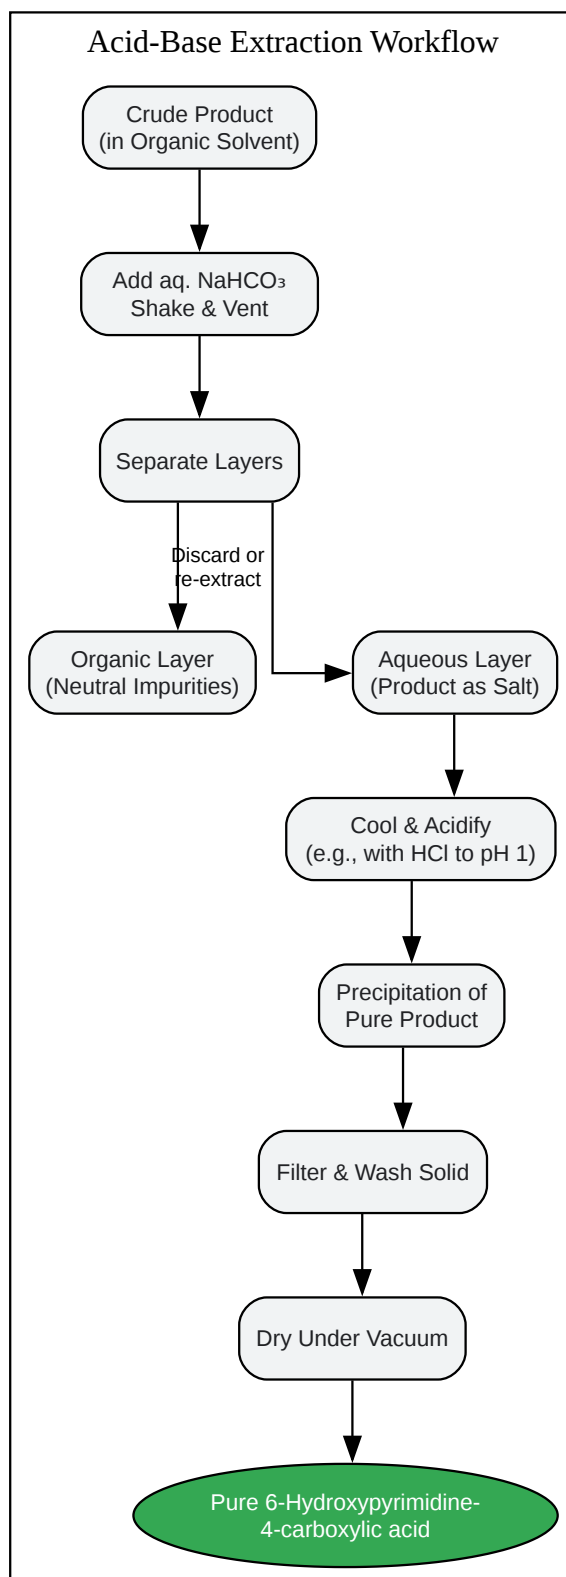 Acid-Base Extraction Workflow
Crude Product
(in Organic Solvent)
Add aq. NaHCO₃
Shake & Vent
Separate Layers
Discard or
re-extract
Organic Layer
(Neutral Impurities)
Aqueous Layer
(Product as Salt)
Cool & Acidify
(e.g., with HCl to pH 1)
Precipitation of
Pure Product
Filter & Wash Solid
Dry Under Vacuum
Pure 6-Hydroxypyrimidine-
4-carboxylic acid